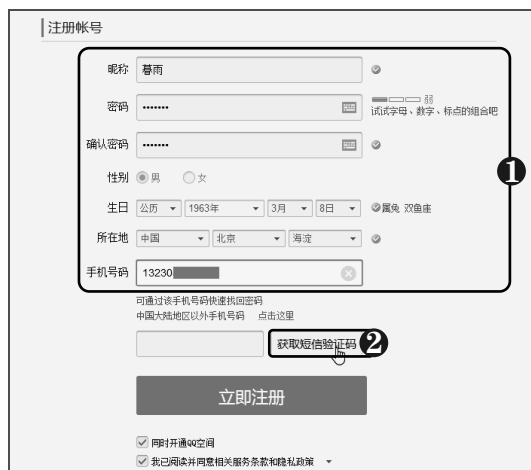 注册帐号
昵称 暮雨
密码 ••••••• 弱
试试字母、数字、标点的组合吧
确认密码 •••••••
性别 男 女
生日 公历 1963年 3月 8日 属兔 双鱼座
所在地 中国 北京 海淀
手机号码 13230
1
可通过该手机号码快速找回密码
中国大陆地区以外手机号码 点击这里
获取短信验证码 2
立即注册
同时开通QQ空间
我已阅读并同意相关服务条款和隐私政策